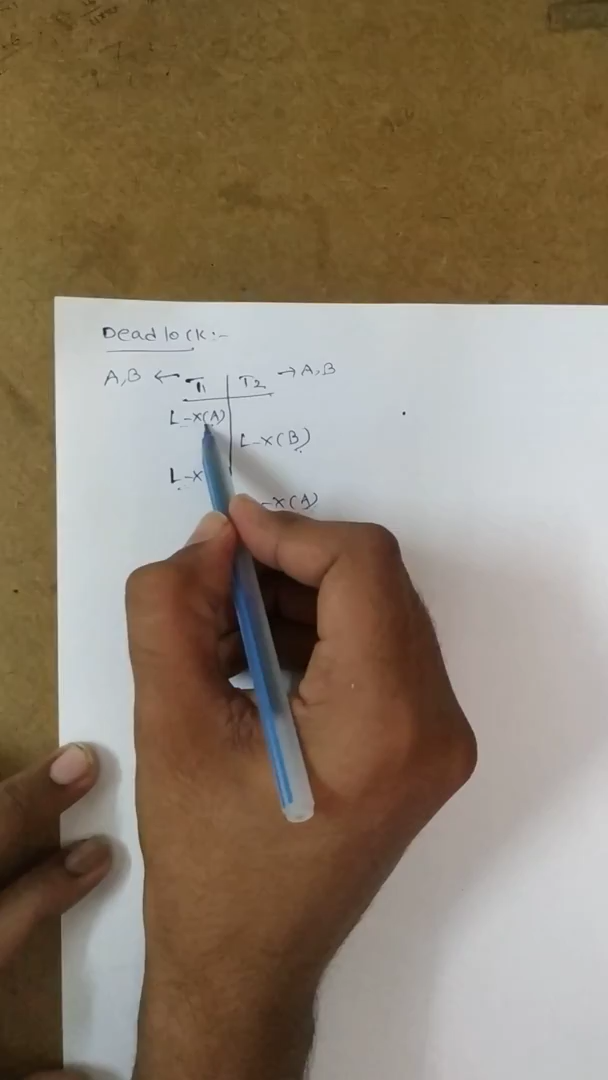 Deadlock:-
A,B ← T1 T2 → A,B
L-X(A)
L-X(B)
L-X
-X(A)